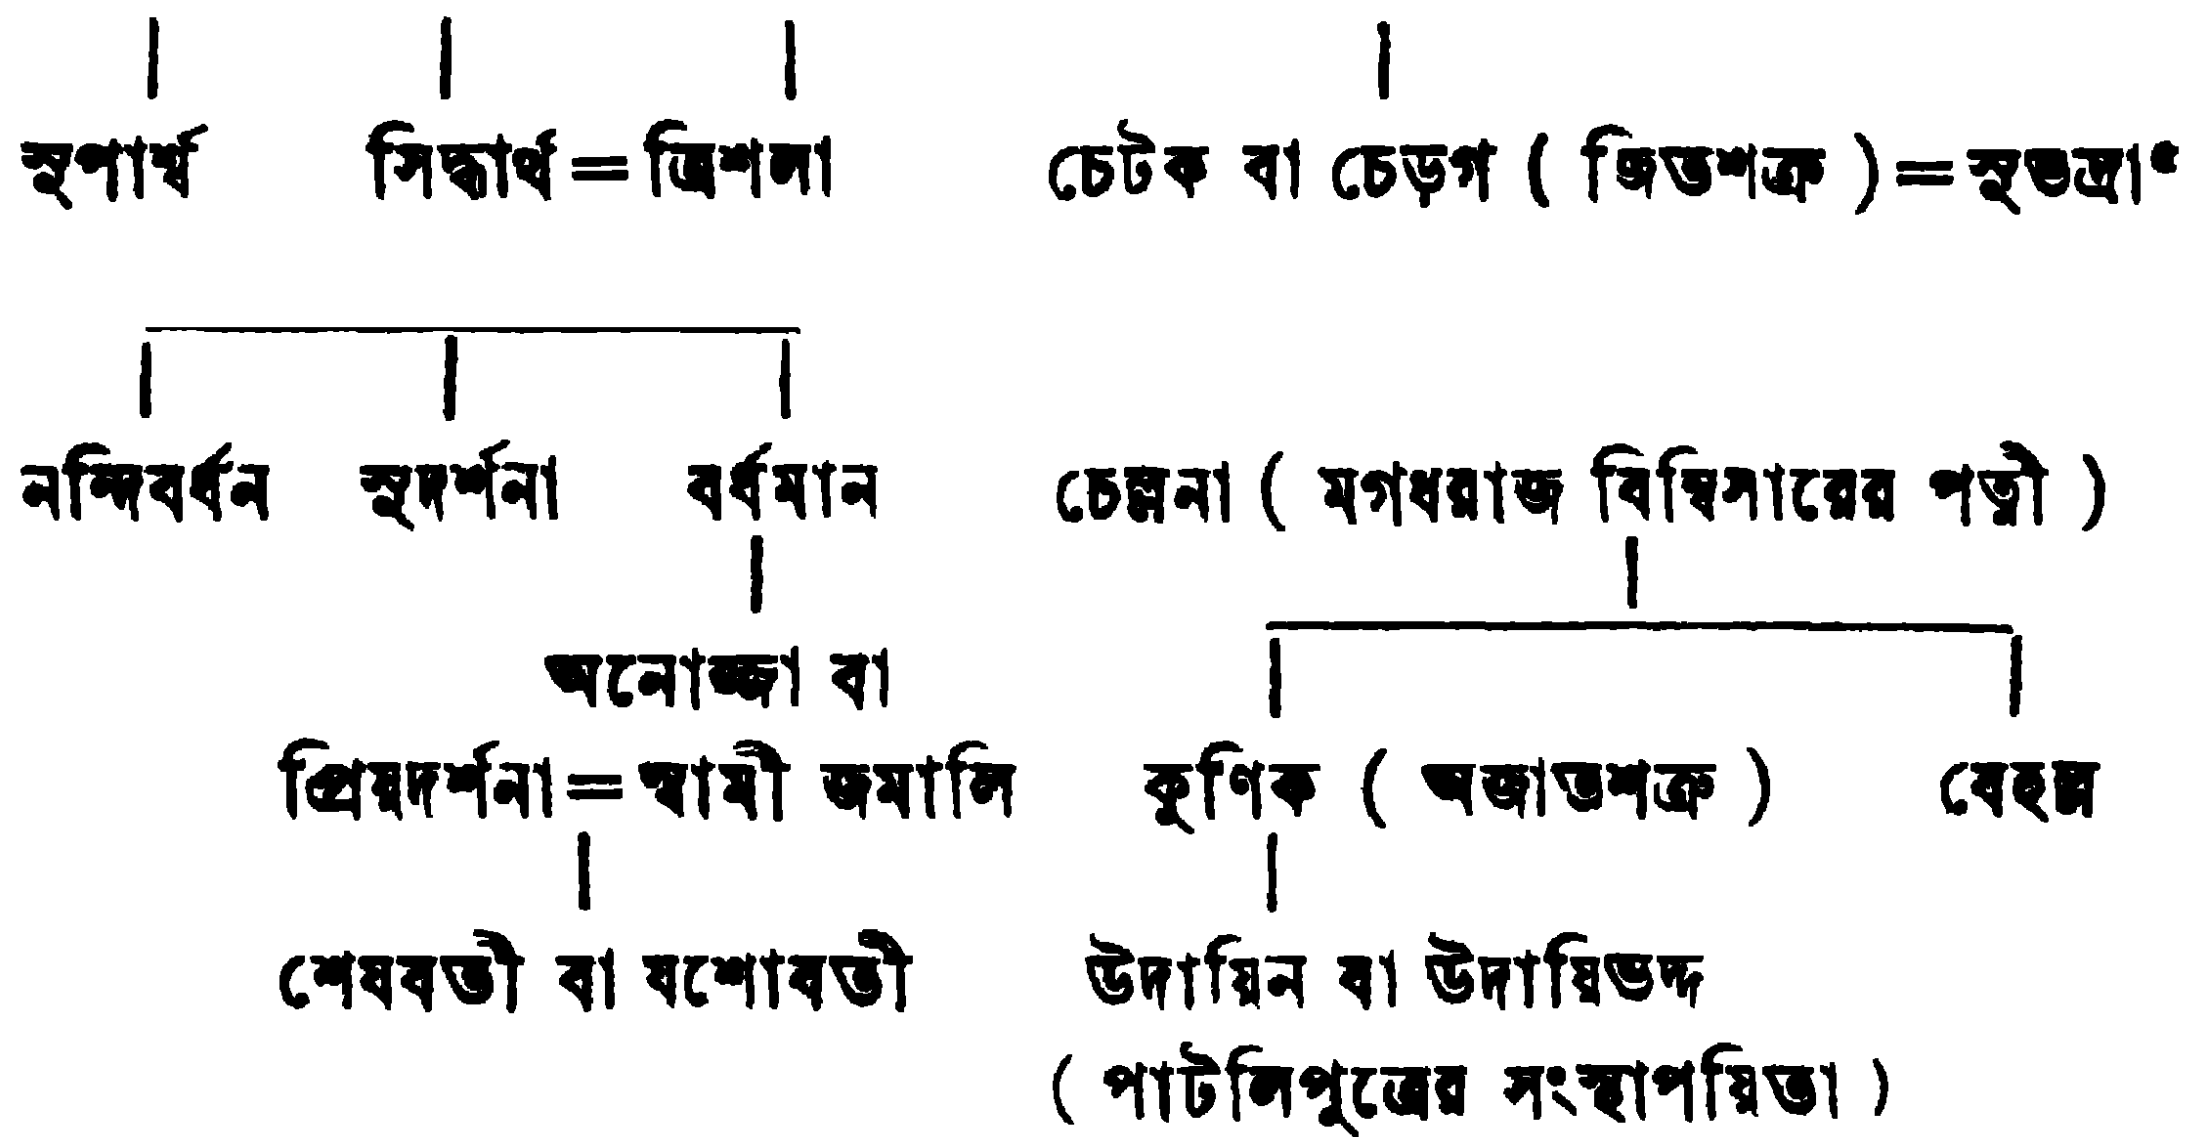 সুপার্শ্ব সিদ্ধার্থ=ত্রিশলা চেটক বা চেড়গ ( জিতশত্রু )=সুভদ্রা৫
নন্দিবর্ধন সুদর্শনা বর্ধমান চেল্লনা ( মগধরাজ বিম্বিসারের পত্নী )
অনোজ্জা বা
প্রিয়দর্শনা=স্বামী জমালি কুণিক ( অজাতশত্রু ) বেহল্ল
শেষবতী বা যশোবতী উদায়িন বা উদায়িভদ্দ
( পাটলিপুত্রের সংস্থাপয়িতা )